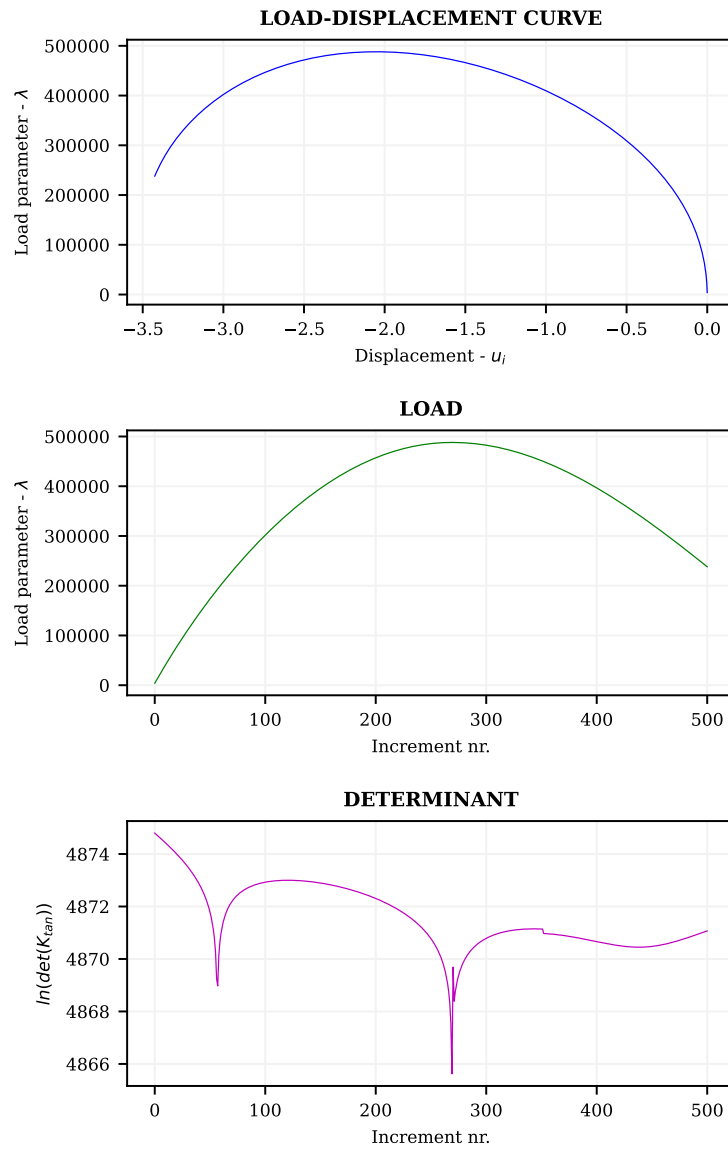 LOAD-DISPLACEMENT CURVE
500000
400000
300000
200000
100000
0
Load parameter - λ
−3.5 −3.0 −2.5 −2.0 −1.5 −1.0 −0.5 0.0
Displacement - u_i
LOAD
500000
400000
300000
200000
100000
0
Load parameter - λ
0 100 200 300 400 500
Increment nr.
DETERMINANT
4874
4872
4870
4868
4866
ln(det(K_tan))
0 100 200 300 400 500
Increment nr.